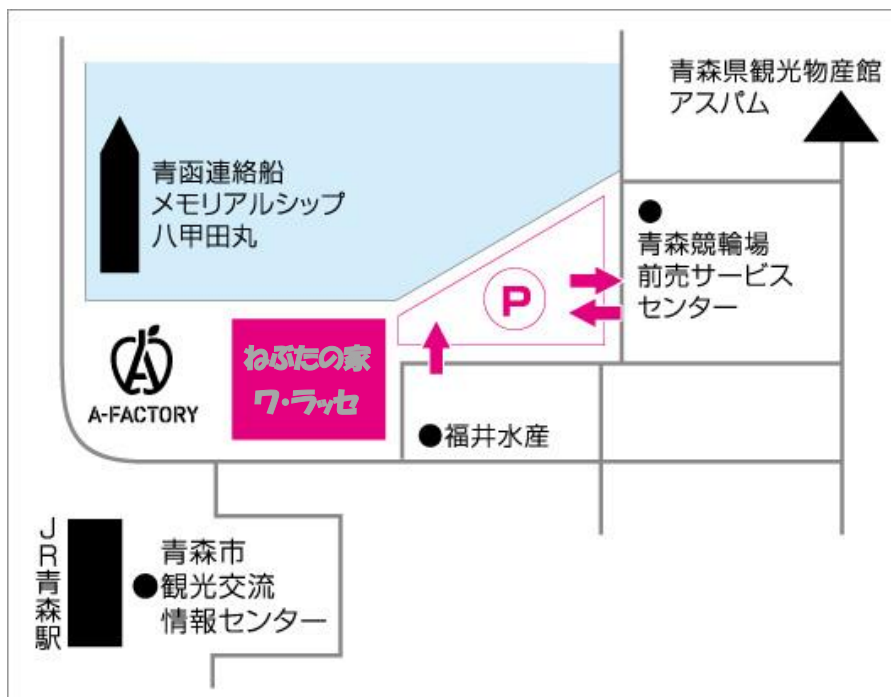 青森県観光物産館
アスパム
青函連絡船
メモリアルシップ
八甲田丸
青森競輪場
前売サービス
センター
P
ねぶたの家
ワ・ラッセ
A-FACTORY
福井水産
JR青森駅
青森市
観光交流
情報センター